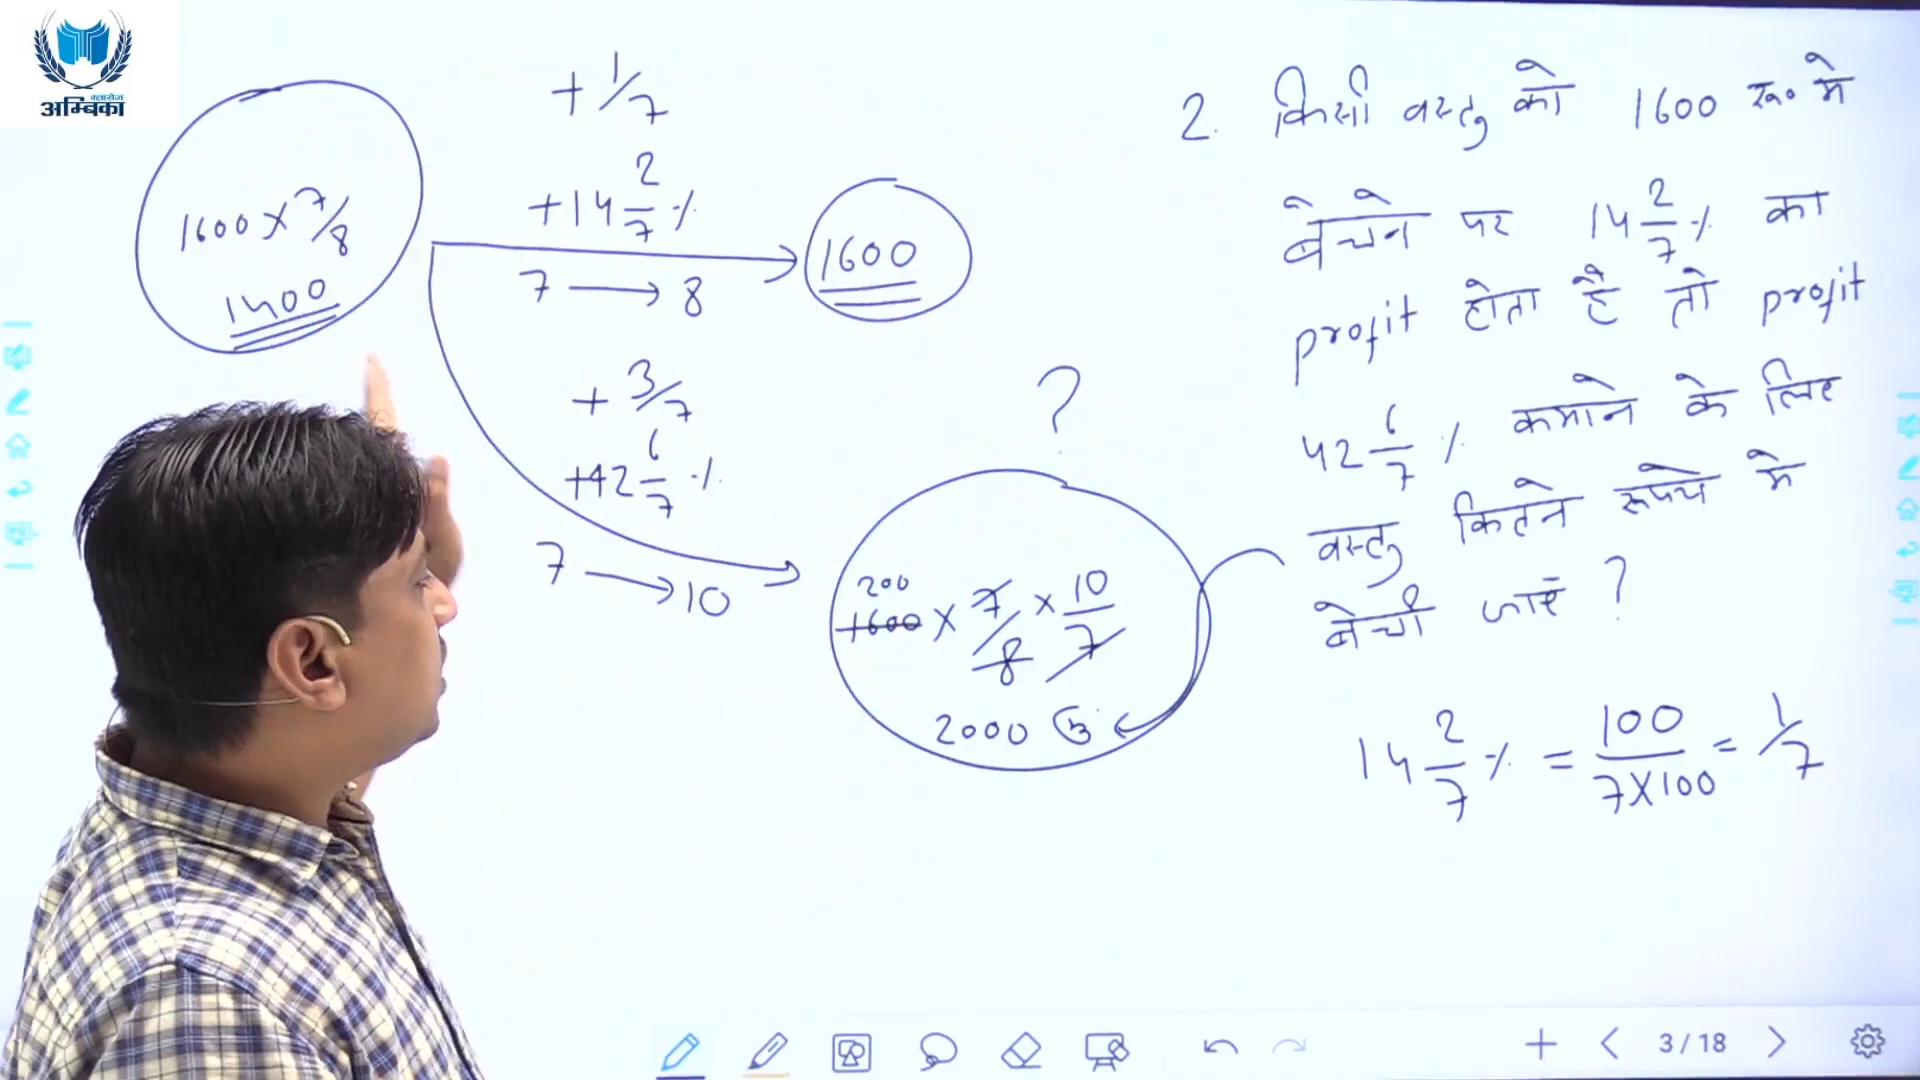 क्लासेज
अम्बिका
1600 × 7/8
1400
+ 1/7
+14 2/7 %
7 → 8
1600
+ 3/7
+42 6/7 %
7 → 10
?
200
1600 × 7/8 × 10/7
2000 उ.
2. किसी वस्तु को 1600 रू० मे
बेचने पर 14 2/7 % का
profit होता है तो profit
42 6/7 % कमाने के लिए
वस्तु कितने रूपये मे
बेची जाएं ?
14 2/7 % = 100/7×100 = 1/7
3/18